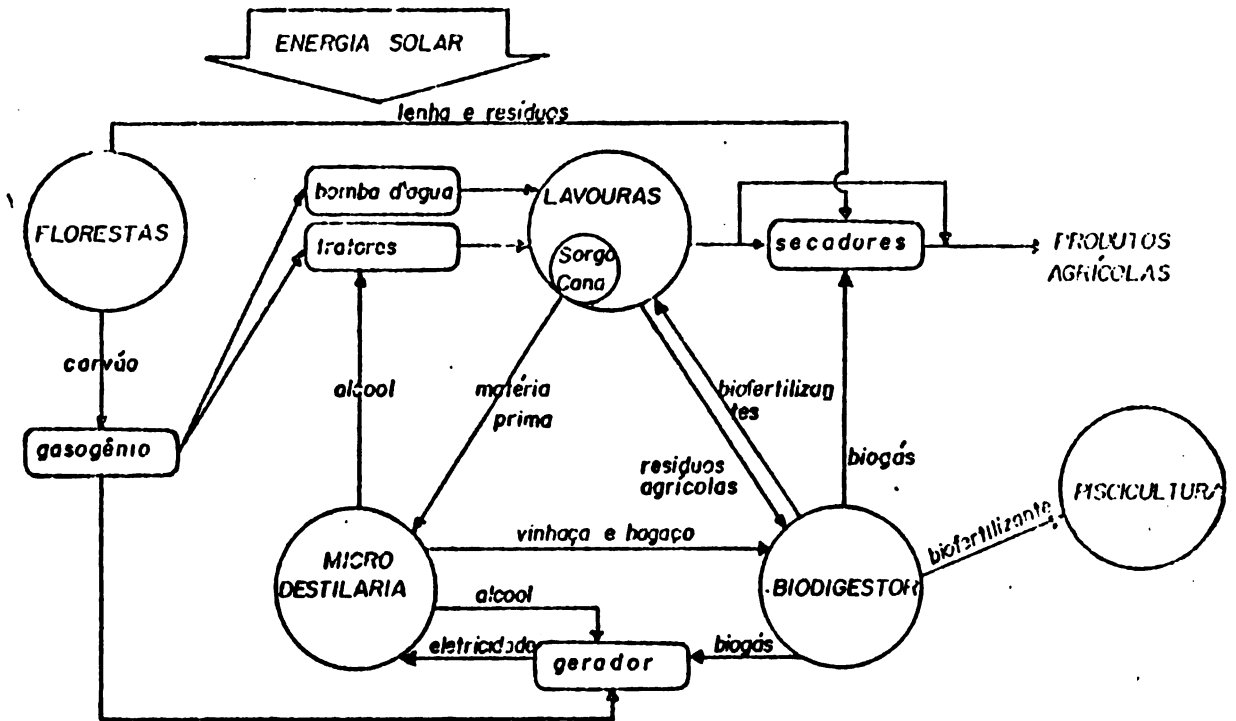 ENERGIA SOLAR
lenha e resíduos
bomba d'agua
LAVOURAS
FLORESTAS
tratores
secadores
PRODUTOS
AGRÍCOLAS
Sorgo
Cana
carvão
alcool
matéria
prima
biofertilizan
tes
gasogênio
resíduos
agrícolas
biogás
PISCICULTURA
vinhaça e bagaço
biofertilizante
MICRO
DESTILARIA
BIODIGESTOR
alcool
eletricidade
gerador
biogás